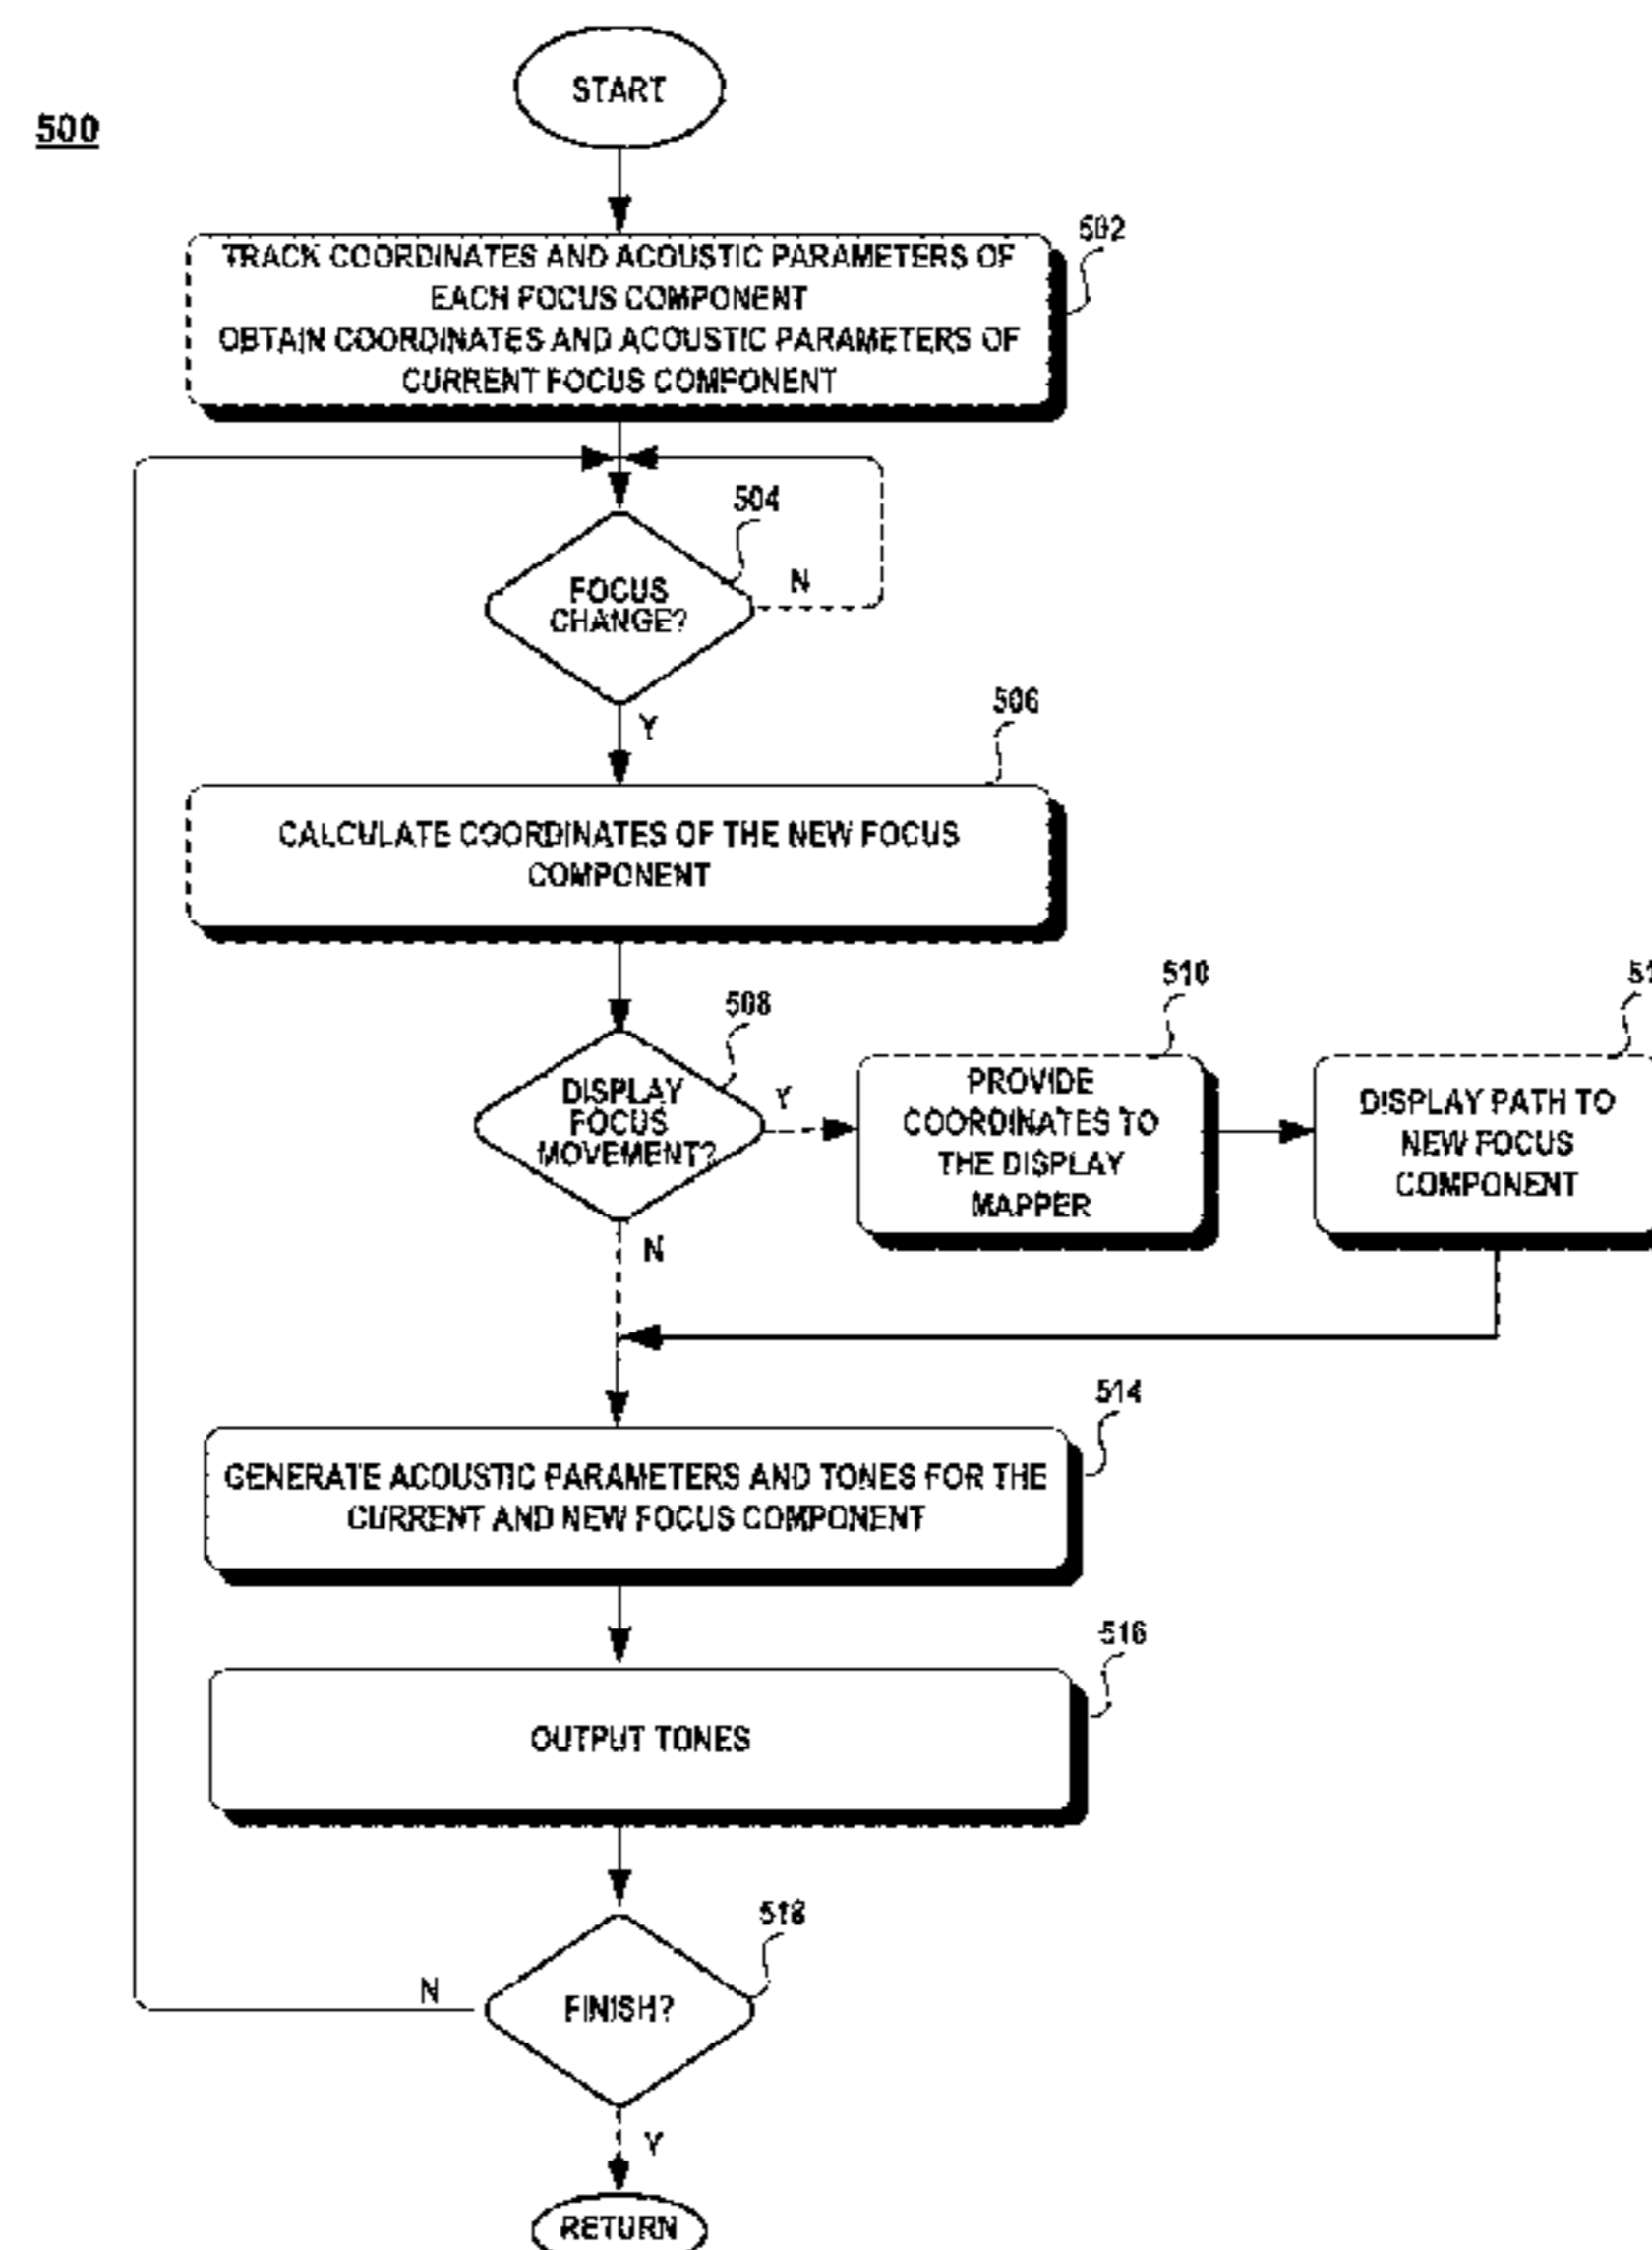 START
500
502
TRACK COORDINATES AND ACOUSTIC PARAMETERS OF
EACH FOCUS COMPONENT
OBTAIN COORDINATES AND ACOUSTIC PARAMETERS OF
CURRENT FOCUS COMPONENT
504
FOCUS
CHANGE?
N
Y
506
CALCULATE COORDINATES OF THE NEW FOCUS
COMPONENT
508
DISPLAY
FOCUS
MOVEMENT?
Y
N
510
PROVIDE
COORDINATES TO
THE DISPLAY
MAPPER
DISPLAY PATH TO
NEW FOCUS
COMPONENT
514
GENERATE ACOUSTIC PARAMETERS AND TONES FOR THE
CURRENT AND NEW FOCUS COMPONENT
516
OUTPUT TONES
518
FINISH?
N
Y
RETURN